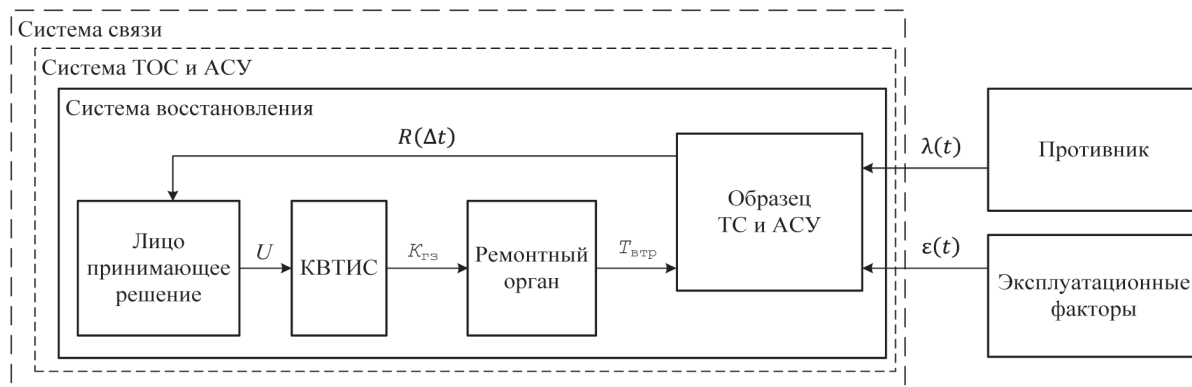 Система связи
Система ТОС и АСУ
Система восстановления
R(Δt)
λ(t)
Противник
Образец
ТС и АСУ
Лицо
принимающее
решение
U
КВТИС
Kгз
Ремонтный
орган
Tвтр
ε(t)
Эксплуатационные
факторы